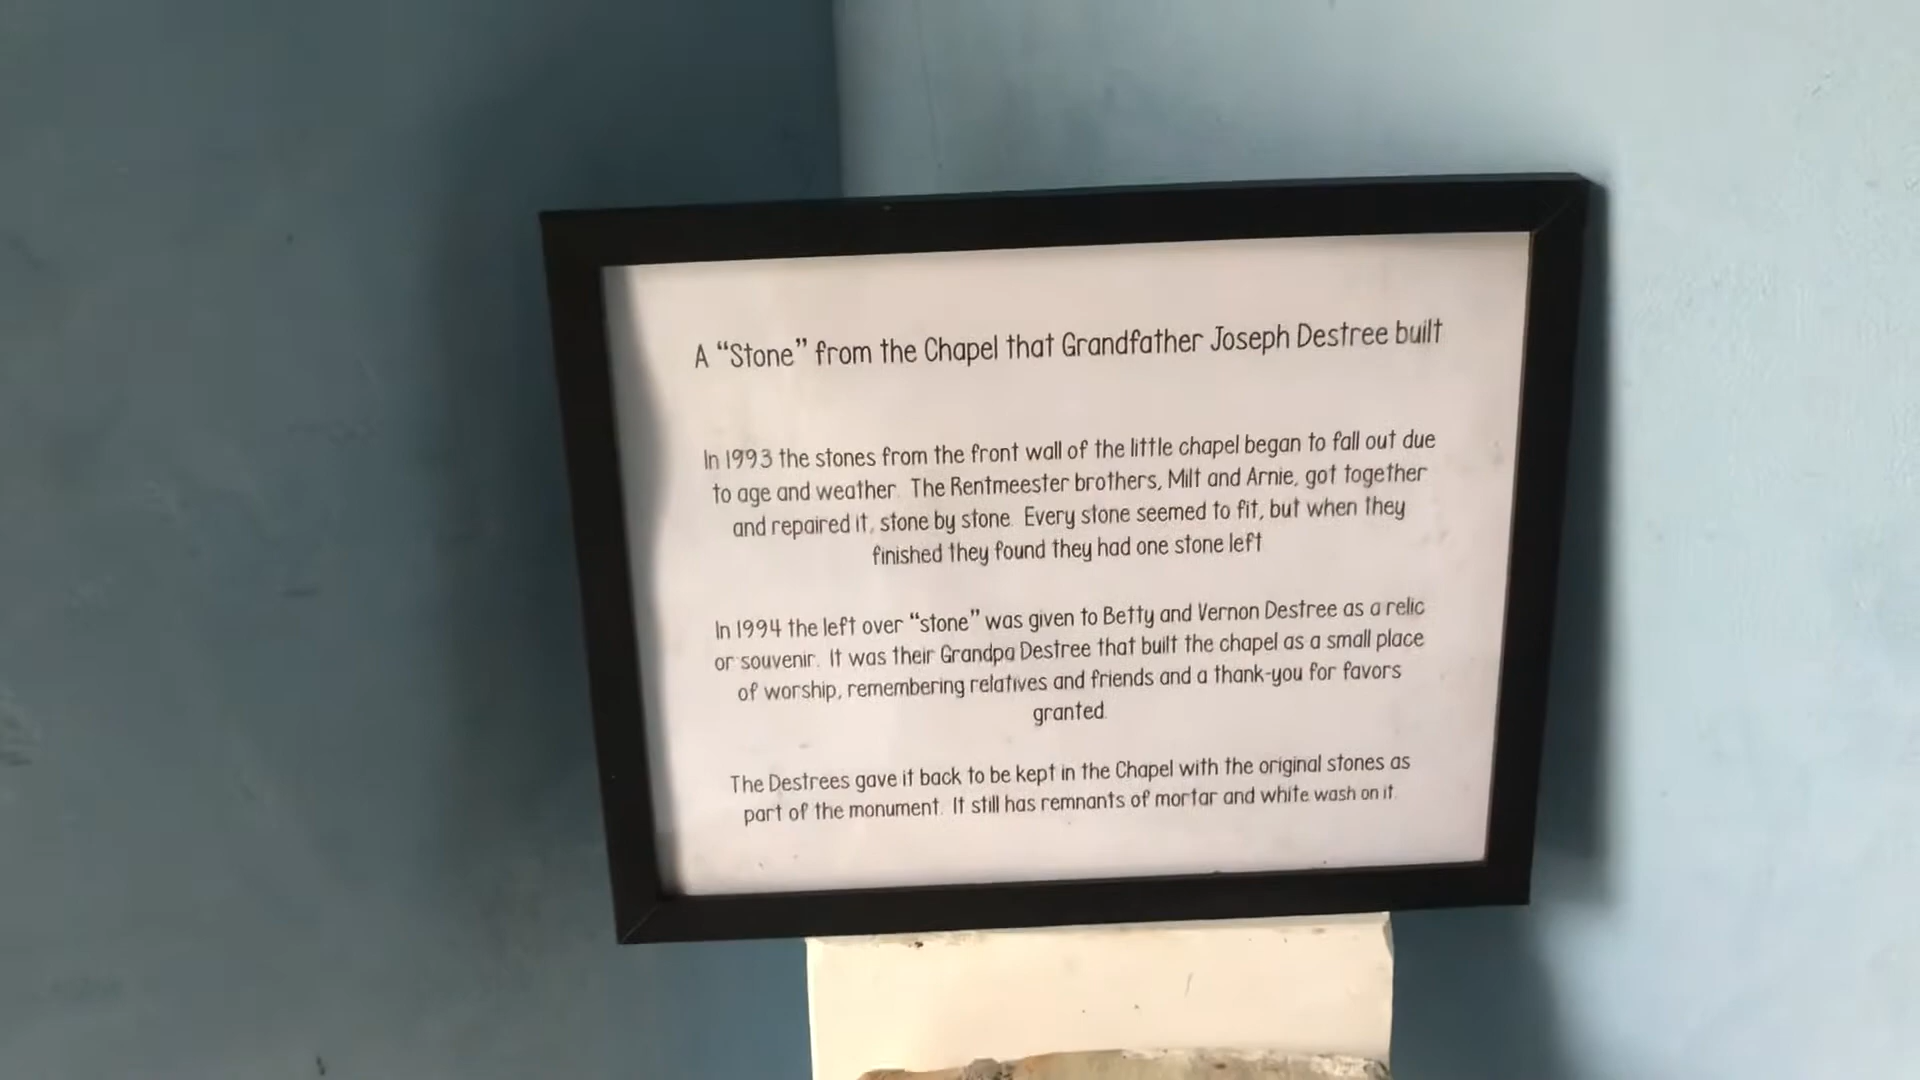 A “Stone” from the Chapel that Grandfather Joseph Destree built
In 1993 the stones from the front wall of the little chapel began to fall out due
to age and weather. The Rentmeester brothers, Milt and Arnie, got together
and repaired it, stone by stone. Every stone seemed to fit, but when they
finished they found they had one stone left
In 1994 the left over “stone” was given to Betty and Vernon Destree as a relic
or souvenir. It was their Grandpa Destree that built the chapel as a small place
of worship, remembering relatives and friends and a thank-you for favors
granted.
The Destrees gave it back to be kept in the Chapel with the original stones as
part of the monument. It still has remnants of mortar and white wash on it.